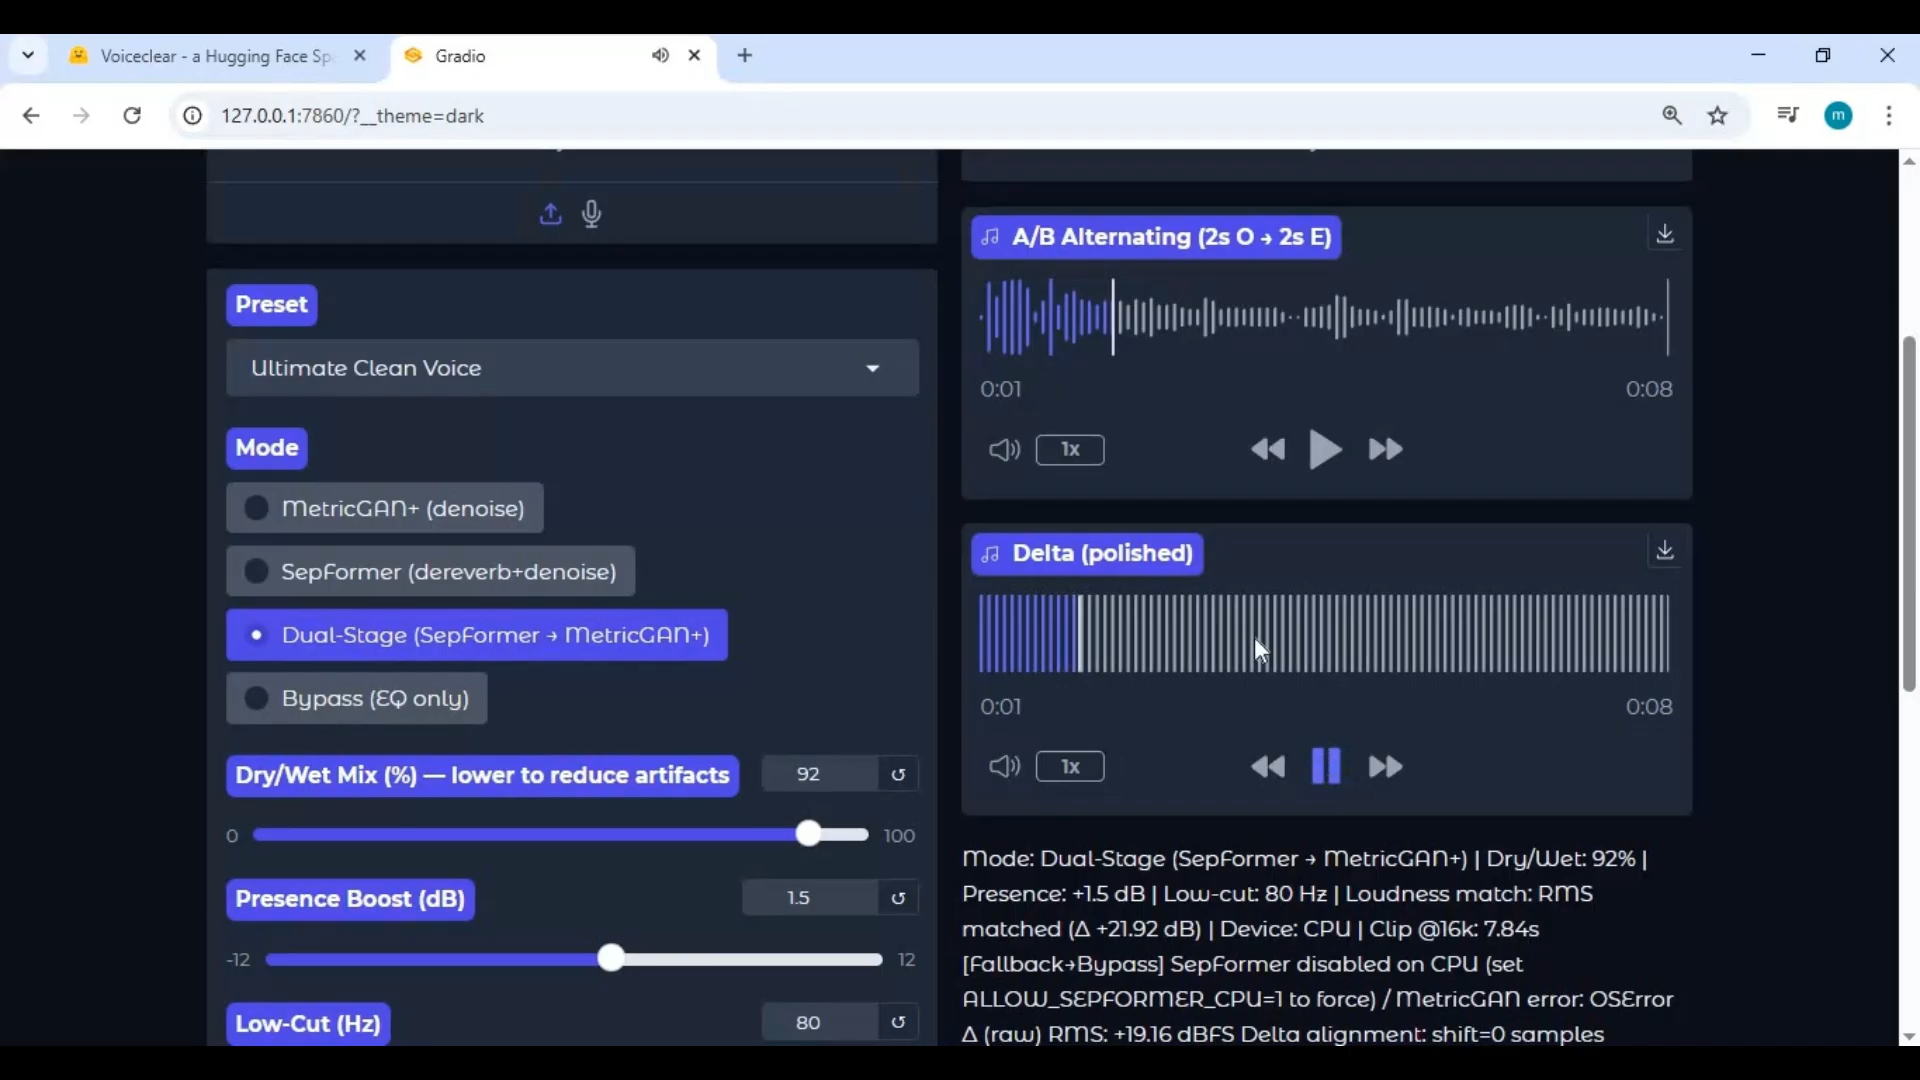 Voiceclear - a Hugging Face Sp
Gradio
127.0.0.1:7860/?__theme=dark
m
Preset
Ultimate Clean Voice
Mode
MetricGAN+ (denoise)
SepFormer (dereverb+denoise)
Dual-Stage (SepFormer → MetricGAN+)
Bypass (EQ only)
Dry/Wet Mix (%) — lower to reduce artifacts
92
0
100
Presence Boost (dB)
1.5
-12
12
Low-Cut (Hz)
80
A/B Alternating (2s O → 2s E)
0:01
0:08
1x
Delta (polished)
0:01
0:08
1x
Mode: Dual-Stage (SepFormer → MetricGAN+) | Dry/Wet: 92% |
Presence: +1.5 dB | Low-cut: 80 Hz | Loudness match: RMS
matched (Δ +21.92 dB) | Device: CPU | Clip @16k: 7.84s
[Fallback→Bypass] SepFormer disabled on CPU (set
ALLOW_SEPFORMER_CPU=1 to force) / MetricGAN error: OSError
Δ (raw) RMS: +19.16 dBFS Delta alignment: shift=0 samples